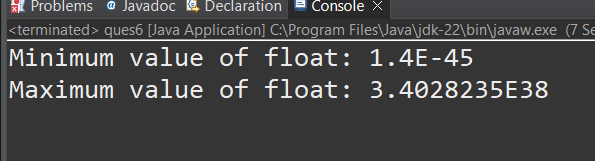 Problems @ Javadoc Declaration Console ×
<terminated> ques6 [Java Application] C:\Program Files\Java\jdk-22\bin\javaw.exe (7 Se
Minimum value of float: 1.4E-45
Maximum value of float: 3.4028235E38